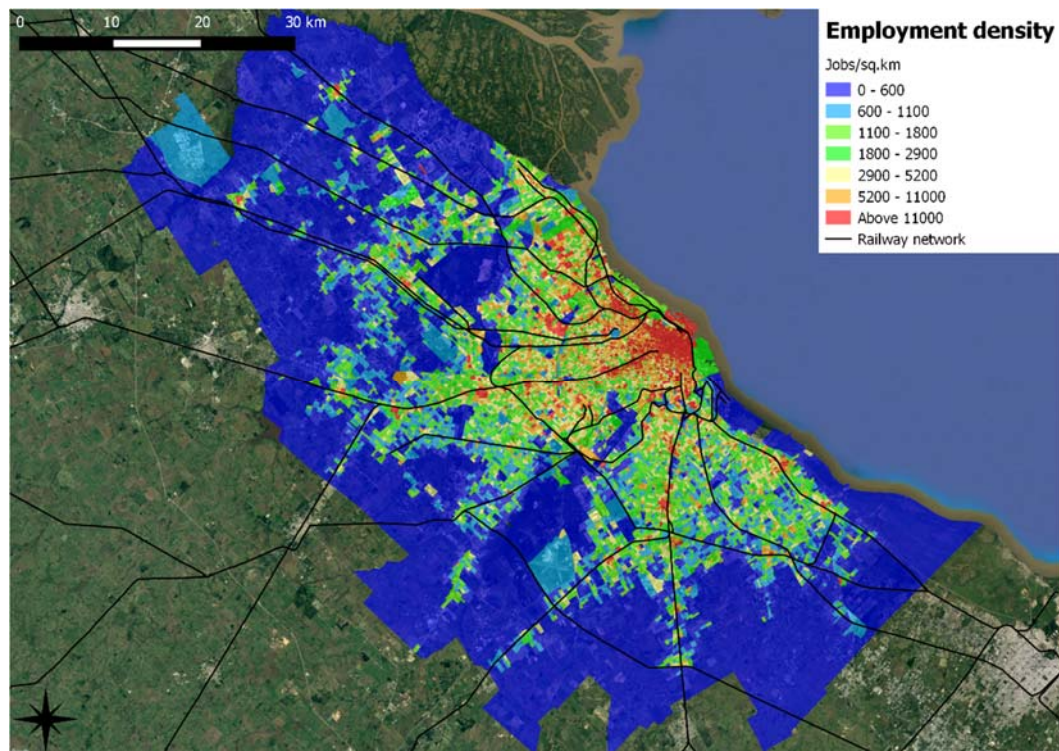 0 10 20 30 km
Employment density
Jobs/sq.km
0 - 600
600 - 1100
1100 - 1800
1800 - 2900
2900 - 5200
5200 - 11000
Above 11000
Railway network